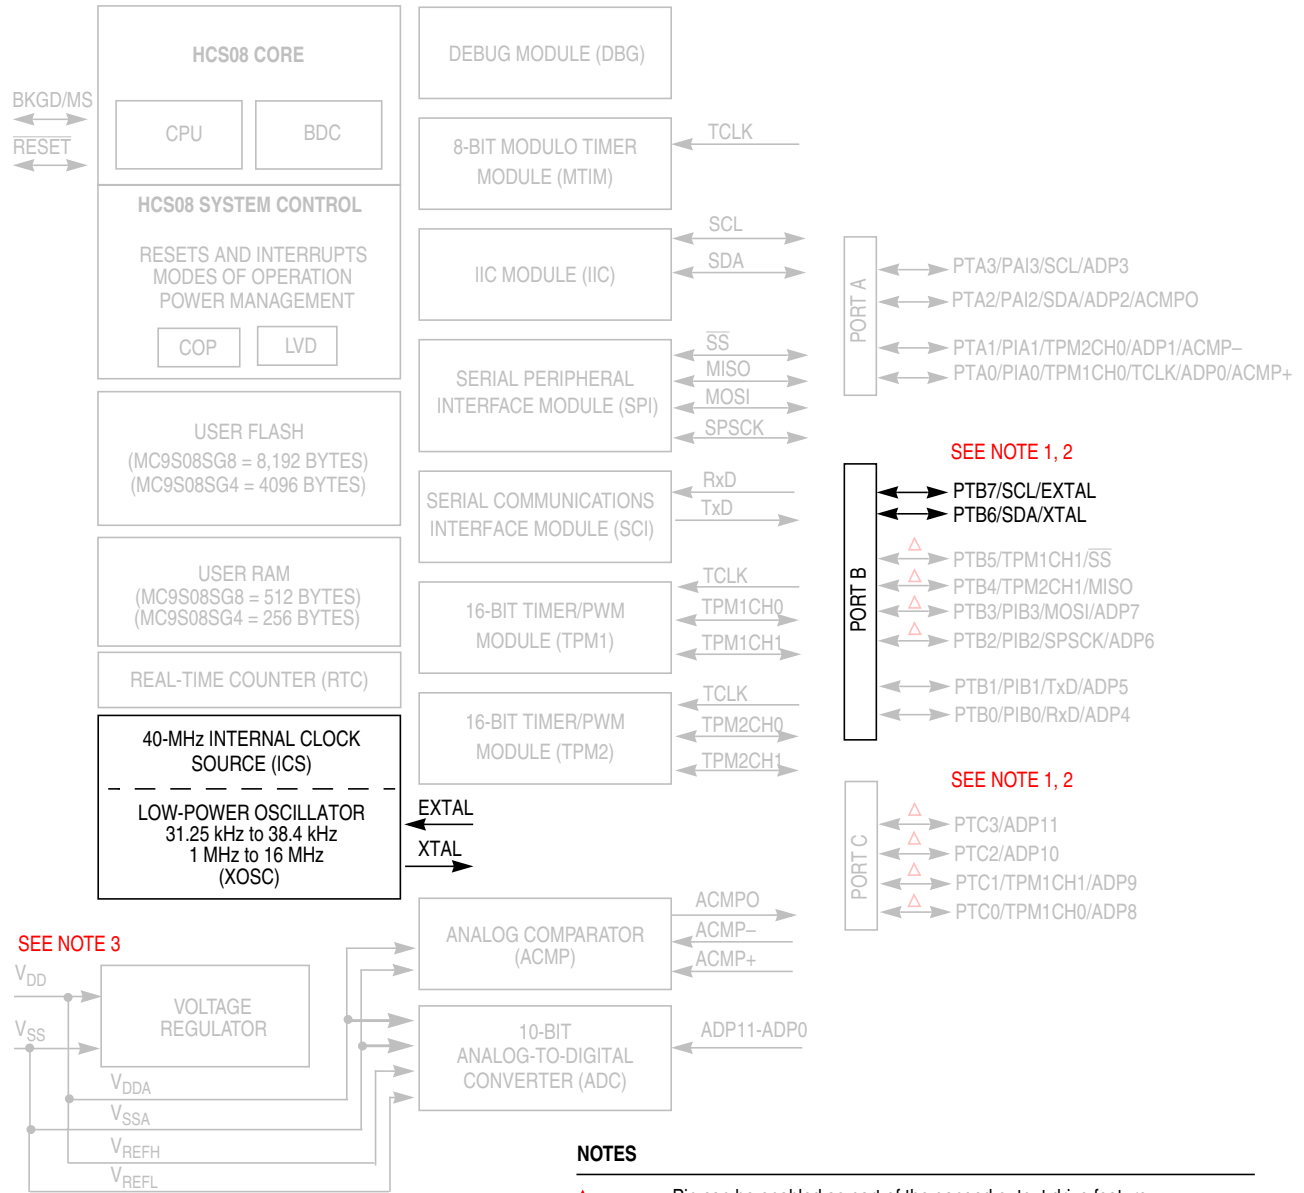 HCS08 CORE
CPU
BDC
BKGD/MS
RESET
HCS08 SYSTEM CONTROL
RESETS AND INTERRUPTS
MODES OF OPERATION
POWER MANAGEMENT
COP
LVD
USER FLASH
(MC9S08SG8 = 8,192 BYTES)
(MC9S08SG4 = 4096 BYTES)
USER RAM
(MC9S08SG8 = 512 BYTES)
(MC9S08SG4 = 256 BYTES)
REAL-TIME COUNTER (RTC)
40-MHz INTERNAL CLOCK
SOURCE (ICS)
LOW-POWER OSCILLATOR
31.25 kHz to 38.4 kHz
1 MHz to 16 MHz
(XOSC)
EXTAL
XTAL
SEE NOTE 3
VDD
VSS
VOLTAGE
REGULATOR
VDDA
VSSA
VREFH
VREFL
DEBUG MODULE (DBG)
8-BIT MODULO TIMER
MODULE (MTIM)
TCLK
IIC MODULE (IIC)
SCL
SDA
SERIAL PERIPHERAL
INTERFACE MODULE (SPI)
SS
MISO
MOSI
SPSCK
SERIAL COMMUNICATIONS
INTERFACE MODULE (SCI)
RxD
TxD
16-BIT TIMER/PWM
MODULE (TPM1)
TCLK
TPM1CH0
TPM1CH1
16-BIT TIMER/PWM
MODULE (TPM2)
TCLK
TPM2CH0
TPM2CH1
ANALOG COMPARATOR
(ACMP)
ACMPO
ACMP–
ACMP+
10-BIT
ANALOG-TO-DIGITAL
CONVERTER (ADC)
ADP11-ADP0
PORT A
PTA3/PAI3/SCL/ADP3
PTA2/PAI2/SDA/ADP2/ACMPO
PTA1/PIA1/TPM2CH0/ADP1/ACMP–
PTA0/PIA0/TPM1CH0/TCLK/ADP0/ACMP+
SEE NOTE 1, 2
PORT B
PTB7/SCL/EXTAL
PTB6/SDA/XTAL
PTB5/TPM1CH1/SS
PTB4/TPM2CH1/MISO
PTB3/PIB3/MOSI/ADP7
PTB2/PIB2/SPSCK/ADP6
PTB1/PIB1/TxD/ADP5
PTB0/PIB0/RxD/ADP4
SEE NOTE 1, 2
PORT C
PTC3/ADP11
PTC2/ADP10
PTC1/TPM1CH1/ADP9
PTC0/TPM1CH0/ADP8
NOTES